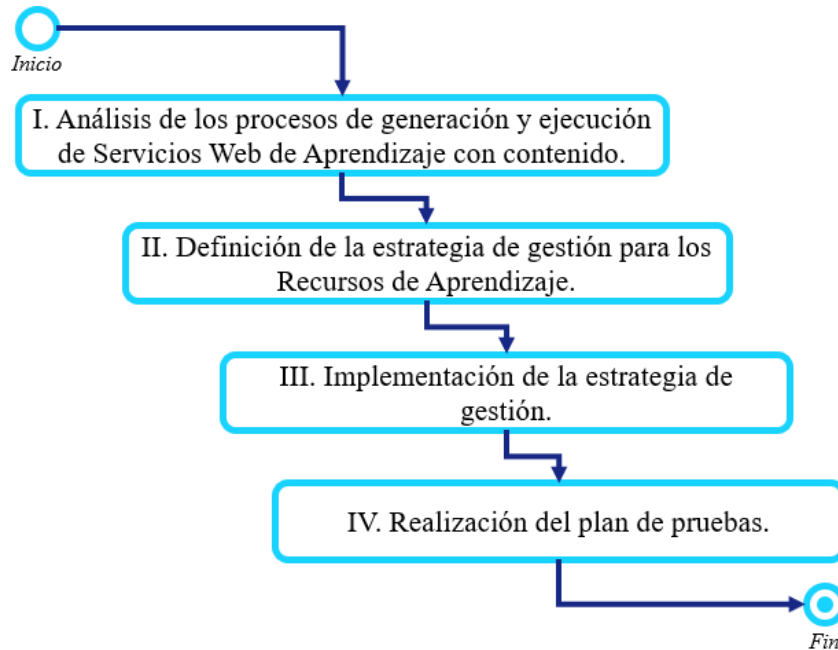 Inicio
I. Análisis de los procesos de generación y ejecución
de Servicios Web de Aprendizaje con contenido.
II. Definición de la estrategia de gestión para los
Recursos de Aprendizaje.
III. Implementación de la estrategia de
gestión.
IV. Realización del plan de pruebas.
Fin